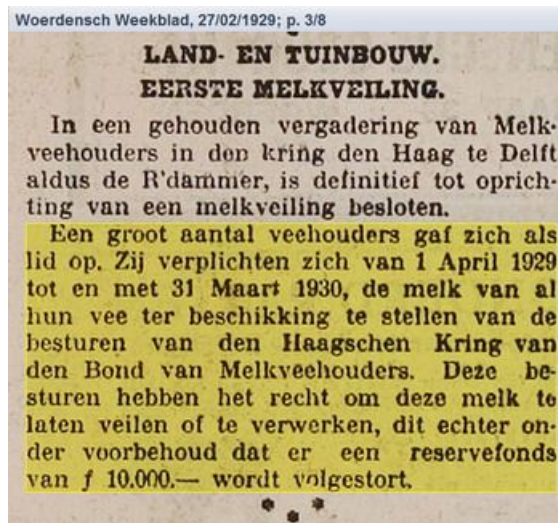 Woerdensch Weekblad, 27/02/1929; p. 3/8
LAND- EN TUINBOUW.
EERSTE MELKVEILING.
In een gehouden vergadering van Melk-
veehouders in den kring den Haag te Delft
aldus de R'dammer, is definitief tot oprich-
ting van een melkveiling besloten.
Een groot aantal veehouders gaf zich als
lid op. Zij verplichten zich van 1 April 1929
tot en met 31 Maart 1930, de melk van al
hun vee ter beschikking te stellen van de
besturen van den Haagschen Kring van
den Bond van Melkveehouders. Deze be-
sturen hebben het recht om deze melk te
laten veilen of te verwerken, dit echter on-
der voorbehoud dat er een reservefonds
van ƒ 10.000.— wordt volgestort.
* * *